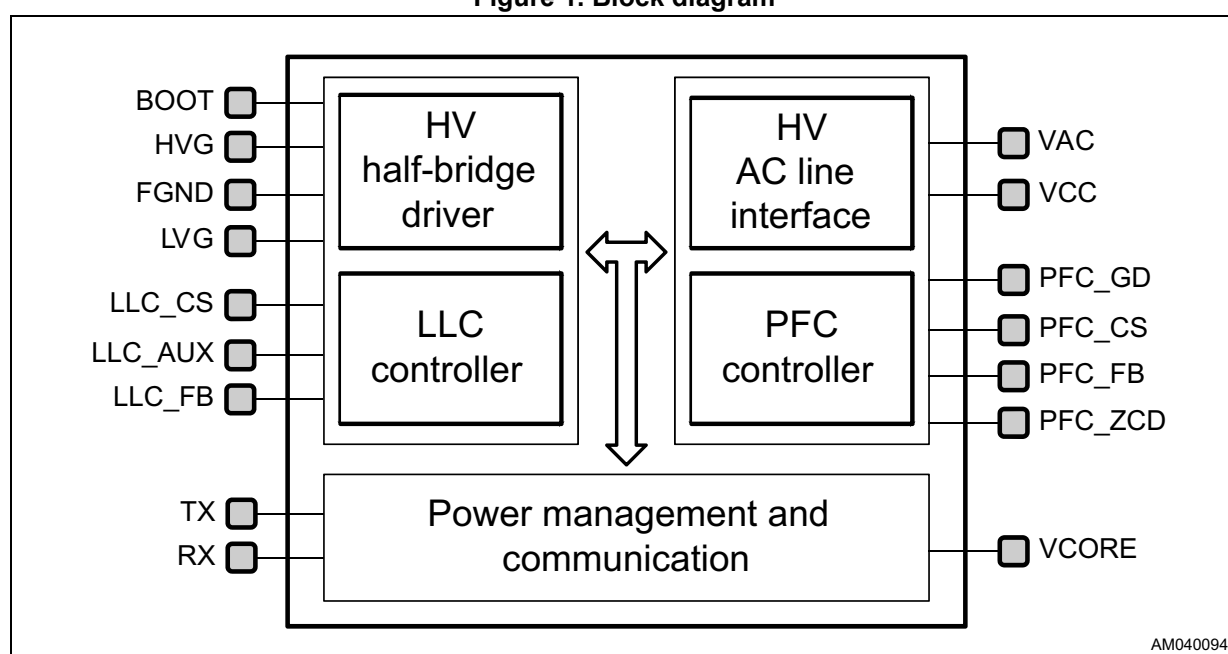 Figure 1. Block diagram
BOOT
HVG
FGND
LVG
LLC_CS
LLC_AUX
LLC_FB
TX
RX
HV
half-bridge
driver
LLC
controller
HV
AC line
interface
PFC
controller
Power management and
communication
VAC
VCC
PFC_GD
PFC_CS
PFC_FB
PFC_ZCD
VCORE
AM040094